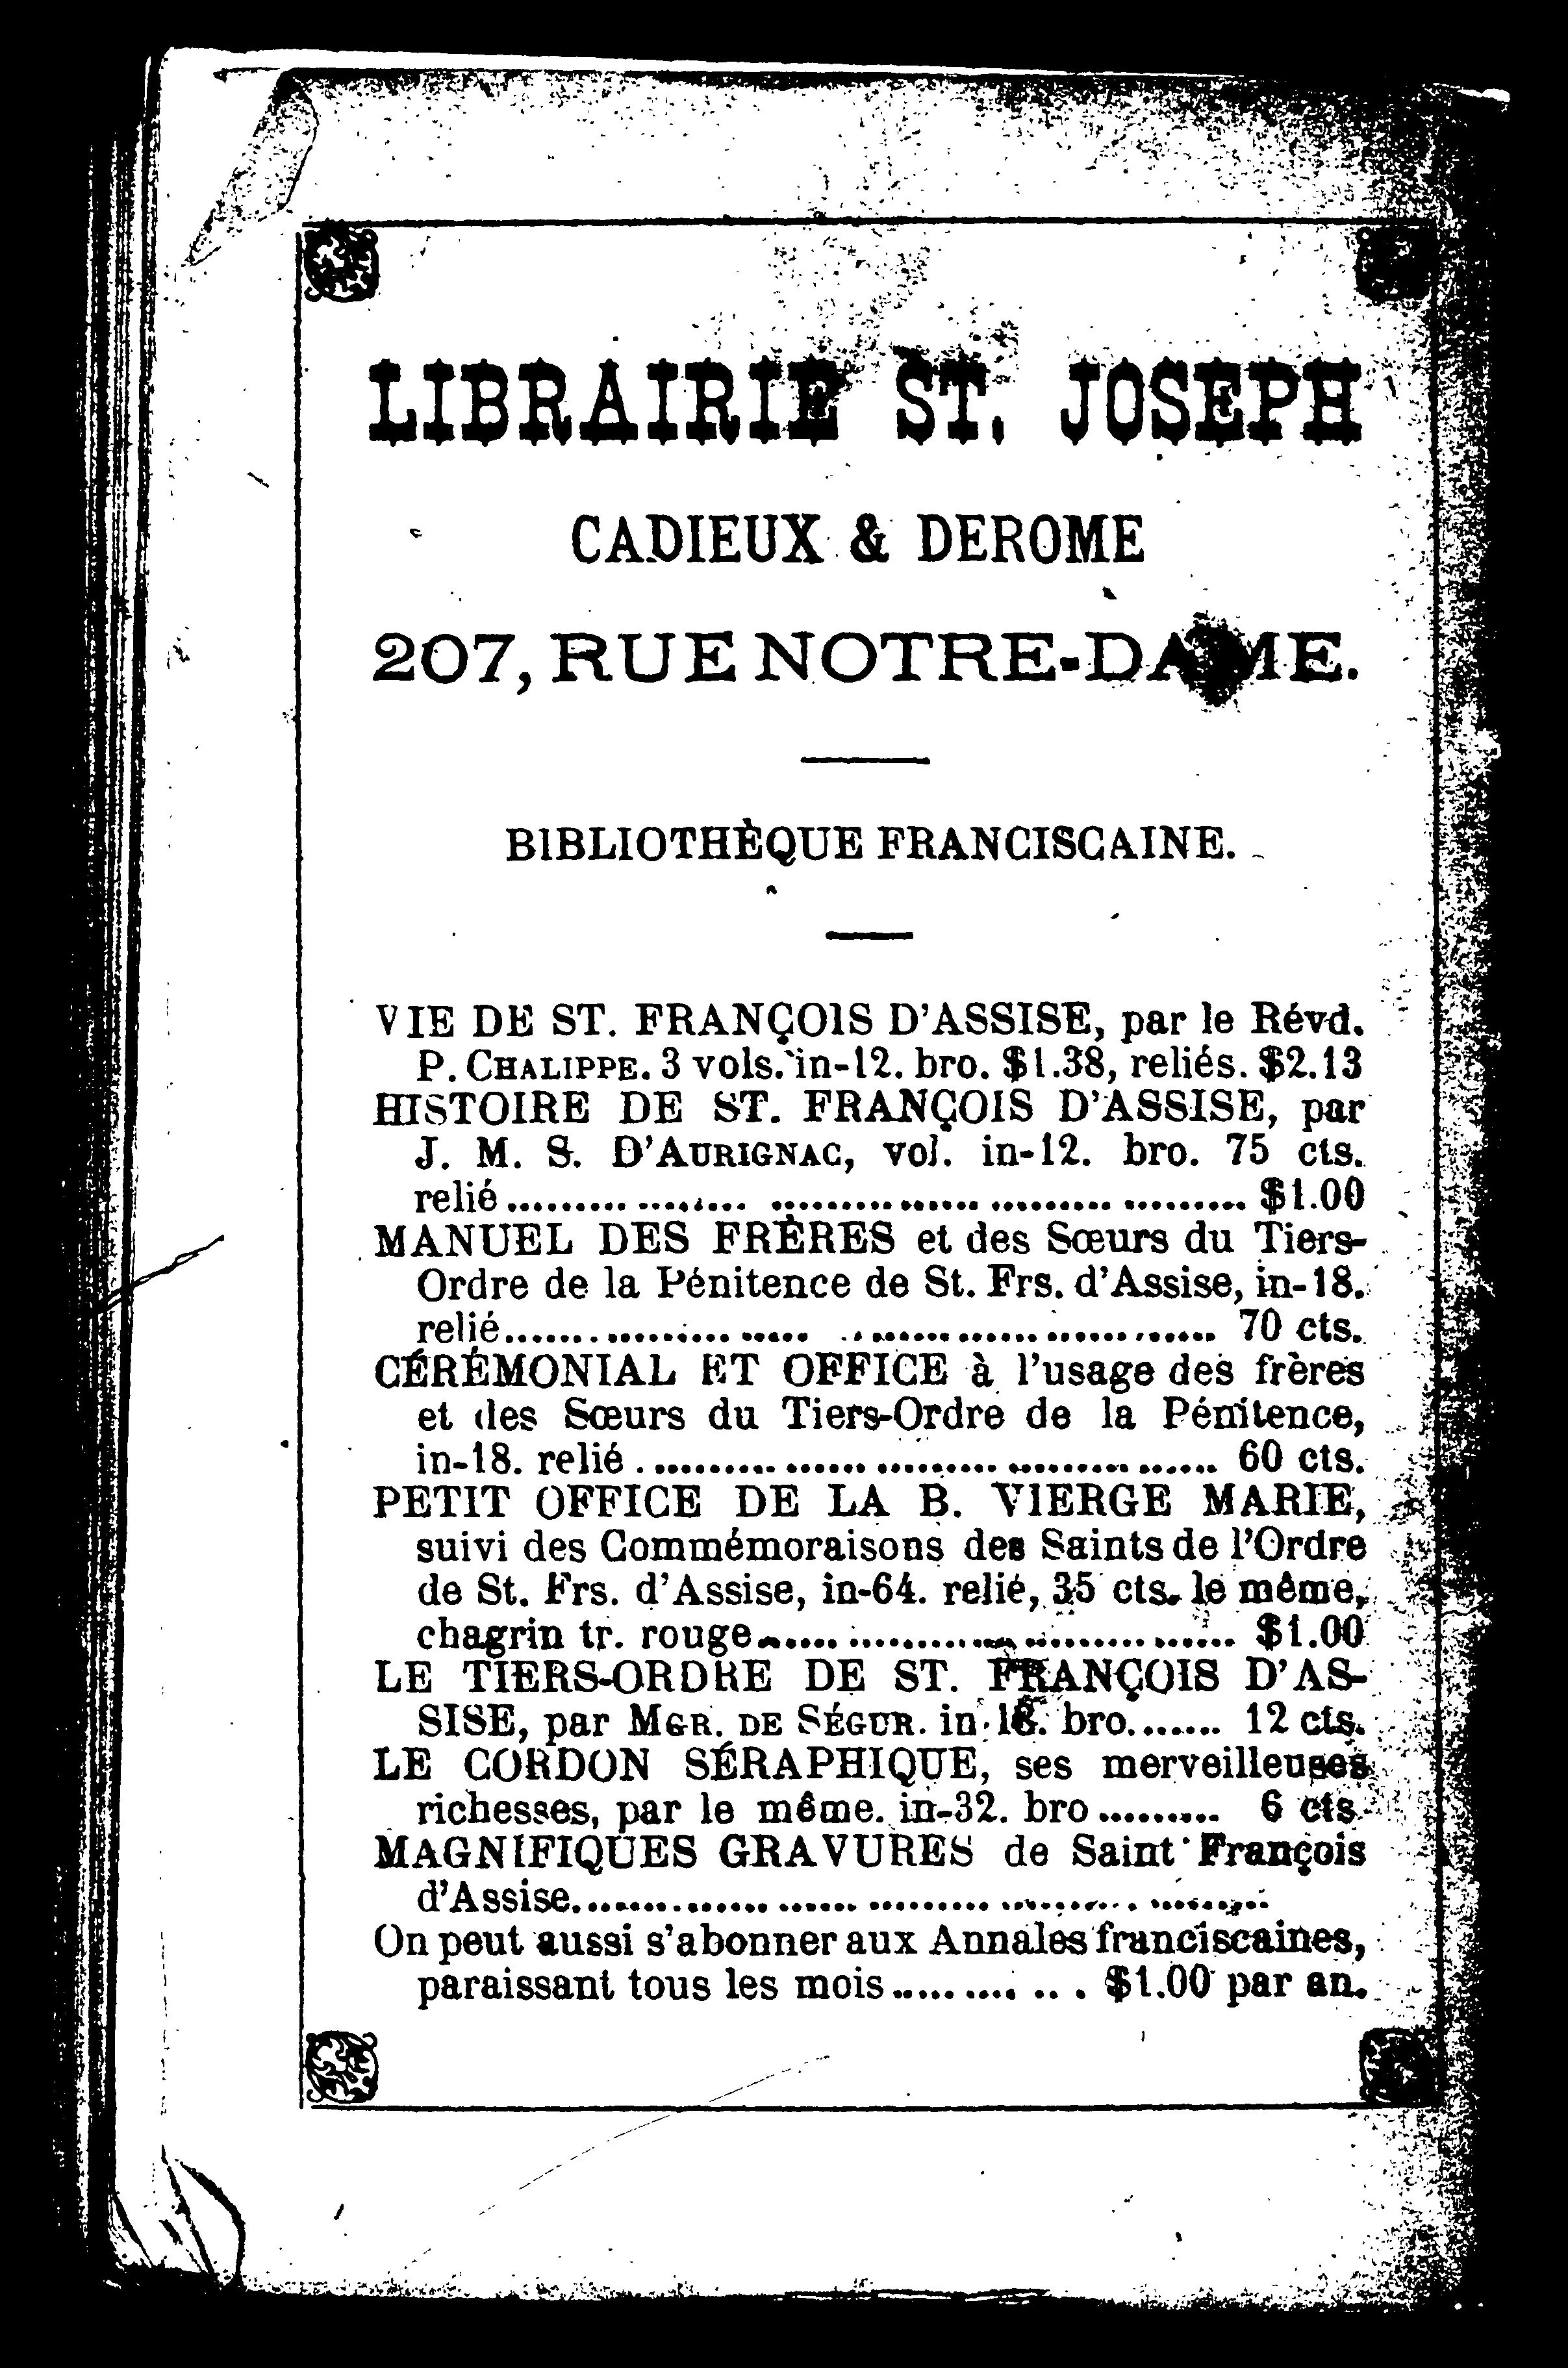 LIBRAIRIE ST. JOSEPH
CADIEUX & DEROME
207, RUE NOTRE-DAME.
BIBLIOTHÈQUE FRANCISCAINE.
VIE DE ST. FRANÇOIS D'ASSISE, par le Révd.
P. CHALIPPE. 3 vols. in-12. bro. $1.38, reliés. $2.13
HISTOIRE DE ST. FRANÇOIS D'ASSISE, par
J. M. S. D'AURIGNAC, vol. in-12. bro. 75 cts.
relié .......... ........ ............... ......... ......... $1.00
MANUEL DES FRÈRES et des Sœurs du Tiers-
Ordre de la Pénitence de St. Frs. d'Assise, in-18.
relié................ ..... ........ ...... ...... ...... 70 cts.
CÉRÉMONIAL ET OFFICE à l'usage des frères
et des Sœurs du Tiers-Ordre de la Pénitence,
in-18. relié .......... ...... ......... ......... ...... 60 cts.
PETIT OFFICE DE LA B. VIERGE MARIE,
suivi des Commémoraisons des Saints de l'Ordre
de St. Frs. d'Assise, in-64. relié, 35 cts. le même,
chagrin tr. rouge...... ............ ......... ...... $1.00
LE TIERS-ORDRE DE ST. FRANÇOIS D'AS-
SISE, par MGR. DE SÉGUR. in-18. bro........ 12 cts.
LE CORDON SÉRAPHIQUE, ses merveilleuses
richesses, par le même. in-32. bro ......... 6 cts.
MAGNIFIQUES GRAVURES de Saint François
d'Assise............... ...... ......... ......... .........
On peut aussi s'abonner aux Annales franciscaines,
paraissant tous les mois ..... .... .. . $1.00 par an.